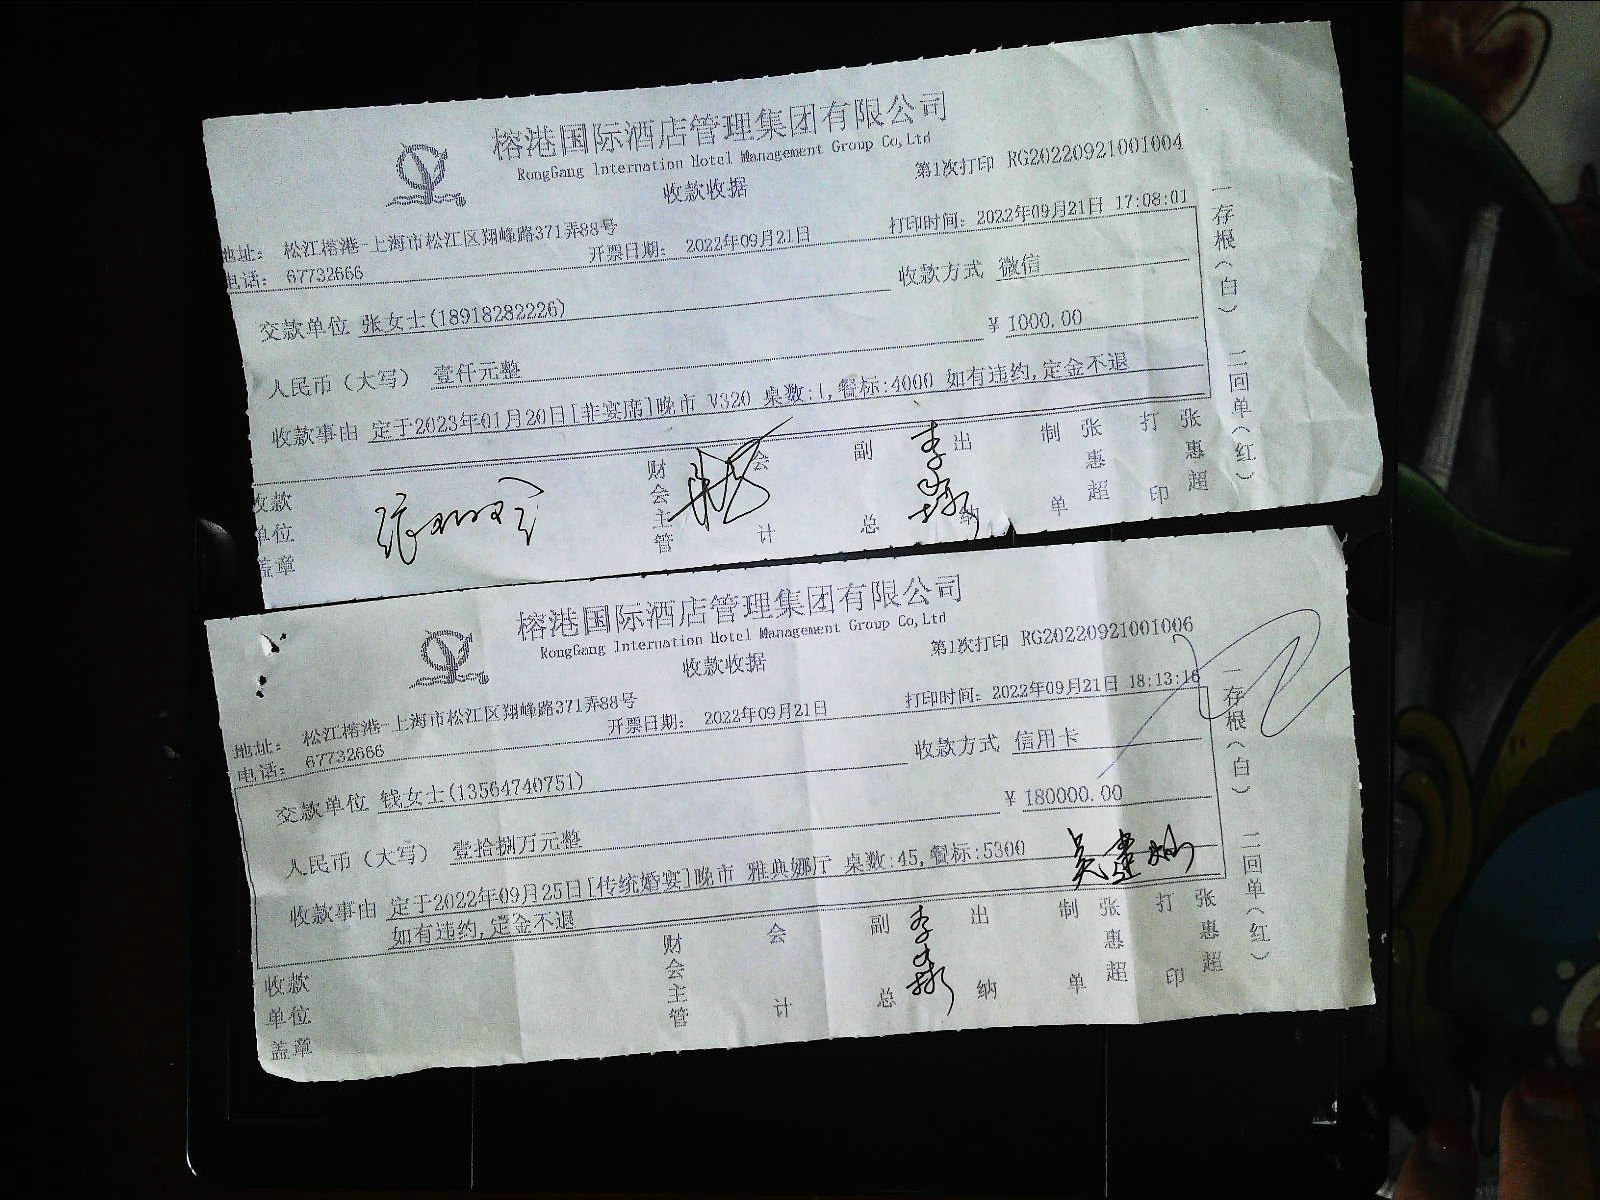 榕港国际酒店管理集团有限公司
RongGang Internation Hotel Management Group Co,Ltd
收款收据
第1次打印 RG20220921001004
地址: 松江榕港-上海市松江区翔峰路371弄88号
电话: 67732666
开票日期: 2022年09月21日
打印时间: 2022年09月21日 17:08:01
交款单位 张女士(18918282226)
收款方式 微信
人民币（大写） 壹仟元整
¥ 1000.00
收款事由 定于2023年01月20日[非宴席]晚市 V320 桌数:1,餐标:4000 如有违约,定金不退
收款单位盖章
财会主管
会计
副总
出纳
制单 张惠超
打印 张惠超
一存根(白) 二回单(红)
榕港国际酒店管理集团有限公司
RongGang Internation Hotel Management Group Co,Ltd
收款收据
第1次打印 RG20220921001006
地址: 松江榕港-上海市松江区翔峰路371弄88号
电话: 67732666
开票日期: 2022年09月21日
打印时间: 2022年09月21日 18:13:16
交款单位 钱女士(13564740751)
收款方式 信用卡
人民币（大写） 壹拾捌万元整
¥ 180000.00
收款事由 定于2022年09月25日[传统婚宴]晚市 雅典娜厅 桌数:45,餐标:5300
如有违约,定金不退
收款单位盖章
财会主管
会计
副总
出纳
制单 张惠超
打印 张惠超
一存根(白) 二回单(红)